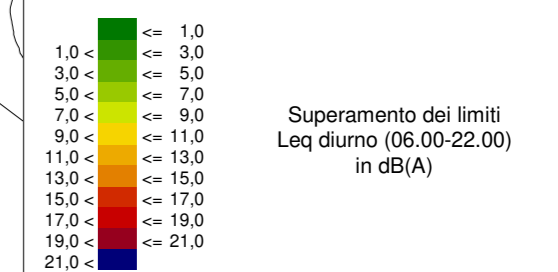 <= 1,0
1,0 < <= 3,0
3,0 < <= 5,0
5,0 < <= 7,0
7,0 < <= 9,0
9,0 < <= 11,0
11,0 < <= 13,0
13,0 < <= 15,0
15,0 < <= 17,0
17,0 < <= 19,0
19,0 < <= 21,0
21,0 <
Superamento dei limiti
Leq diurno (06.00-22.00)
in dB(A)